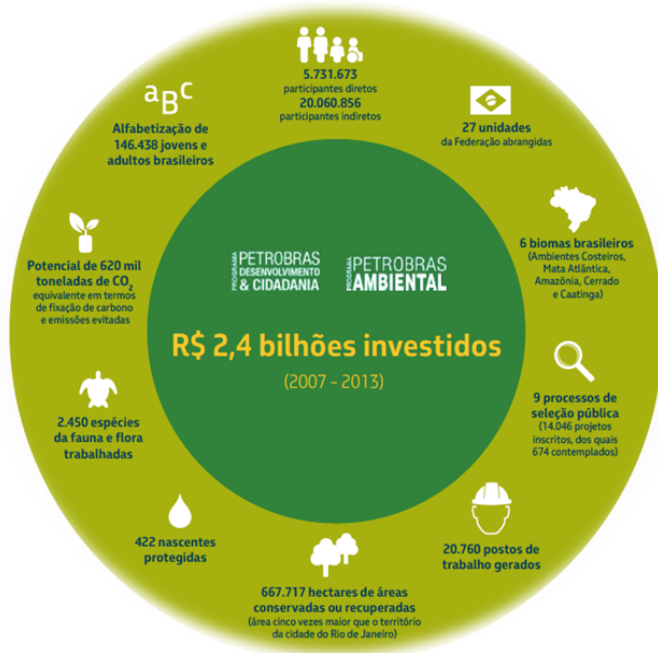 5.731.673
participantes diretos
20.060.856
participantes indiretos
27 unidades
da Federação abrangidas
6 biomas brasileiros
(Ambientes Costeiros,
Mata Atlântica,
Amazônia, Cerrado
e Caatinga)
9 processos de
seleção pública
(14.046 projetos
inscritos, dos quais
674 contemplados)
20.760 postos de
trabalho gerados
667.717 hectares de áreas
conservadas ou recuperadas
(área cinco vezes maior que o território
da cidade do Rio de Janeiro)
422 nascentes
protegidas
2.450 espécies
da fauna e flora
trabalhadas
Potencial de 620 mil
toneladas de CO₂
equivalente em termos
de fixação de carbono
e emissões evitadas
aBc
Alfabetização de
146.438 jovens e
adultos brasileiros
PROGRAMA
PETROBRAS
DESENVOLVIMENTO
& CIDADANIA
PROGRAMA
PETROBRAS
AMBIENTAL
R$ 2,4 bilhões investidos
(2007 - 2013)